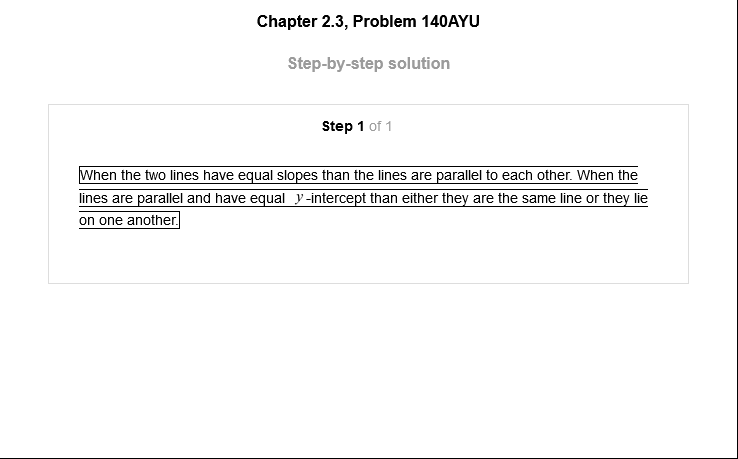 Chapter 2.3, Problem 140AYU
Step-by-step solution
Step 1 of 1
When the two lines have equal slopes than the lines are parallel to each other. When the
lines are parallel and have equal y-intercept than either they are the same line or they lie
on one another.